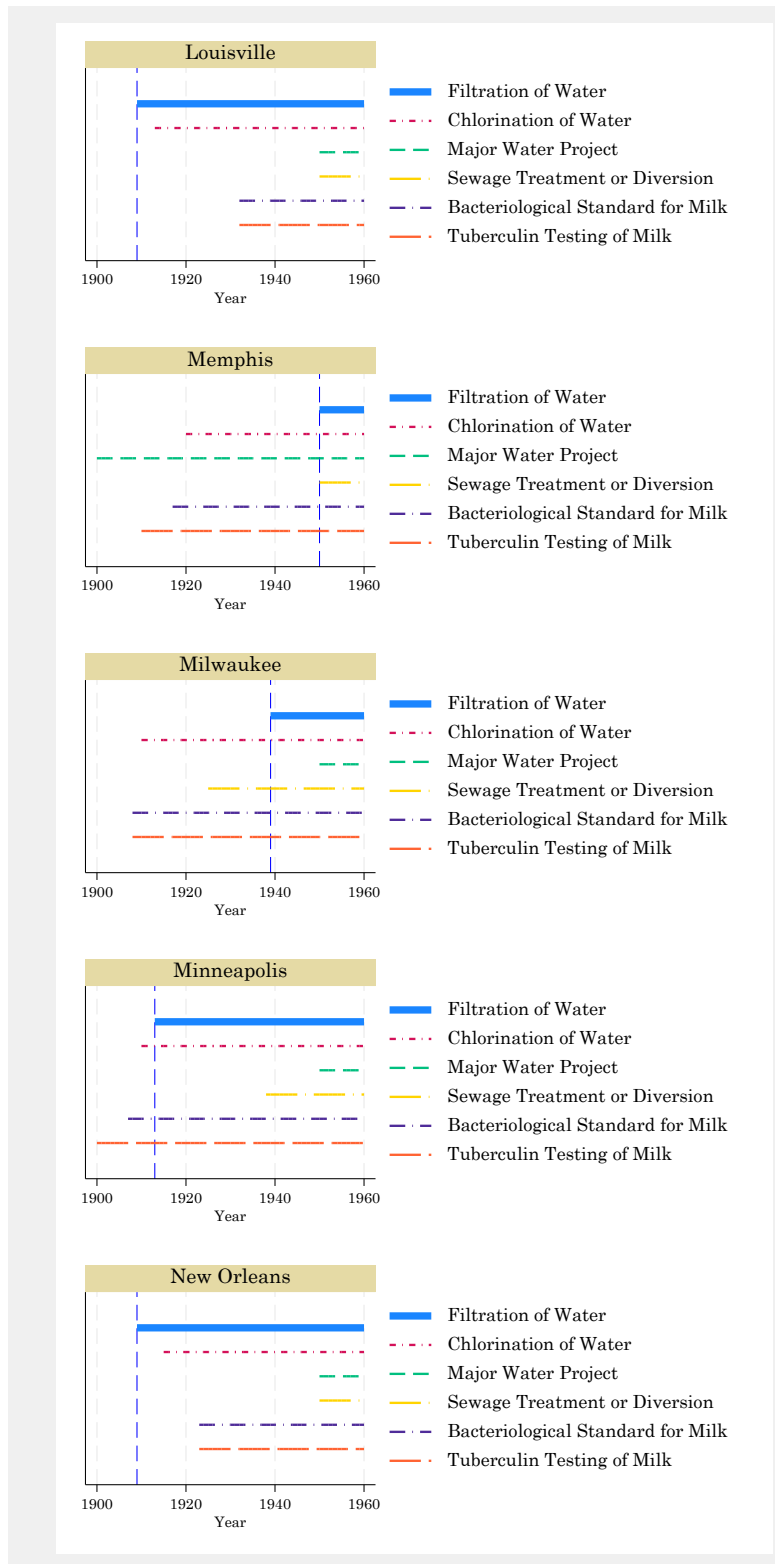 Louisville
Filtration of Water
Chlorination of Water
Major Water Project
Sewage Treatment or Diversion
Bacteriological Standard for Milk
Tuberculin Testing of Milk
1900 1920 1940 1960
Year
Memphis
Filtration of Water
Chlorination of Water
Major Water Project
Sewage Treatment or Diversion
Bacteriological Standard for Milk
Tuberculin Testing of Milk
1900 1920 1940 1960
Year
Milwaukee
Filtration of Water
Chlorination of Water
Major Water Project
Sewage Treatment or Diversion
Bacteriological Standard for Milk
Tuberculin Testing of Milk
1900 1920 1940 1960
Year
Minneapolis
Filtration of Water
Chlorination of Water
Major Water Project
Sewage Treatment or Diversion
Bacteriological Standard for Milk
Tuberculin Testing of Milk
1900 1920 1940 1960
Year
New Orleans
Filtration of Water
Chlorination of Water
Major Water Project
Sewage Treatment or Diversion
Bacteriological Standard for Milk
Tuberculin Testing of Milk
1900 1920 1940 1960
Year